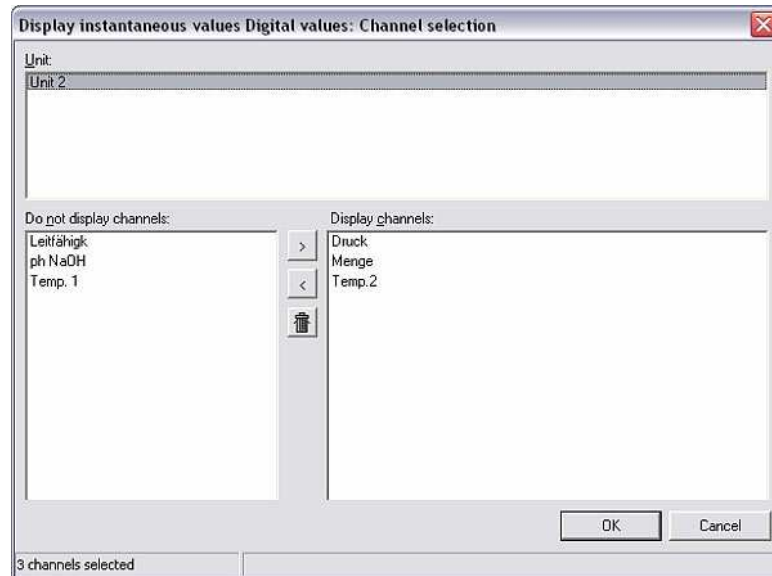 Display instantaneous values Digital values: Channel selection
Unit:
Unit 2
Do not display channels:
Leitfähigk
ph NaOH
Temp. 1
>
<
Display channels:
Druck
Menge
Temp.2
OK
Cancel
3 channels selected